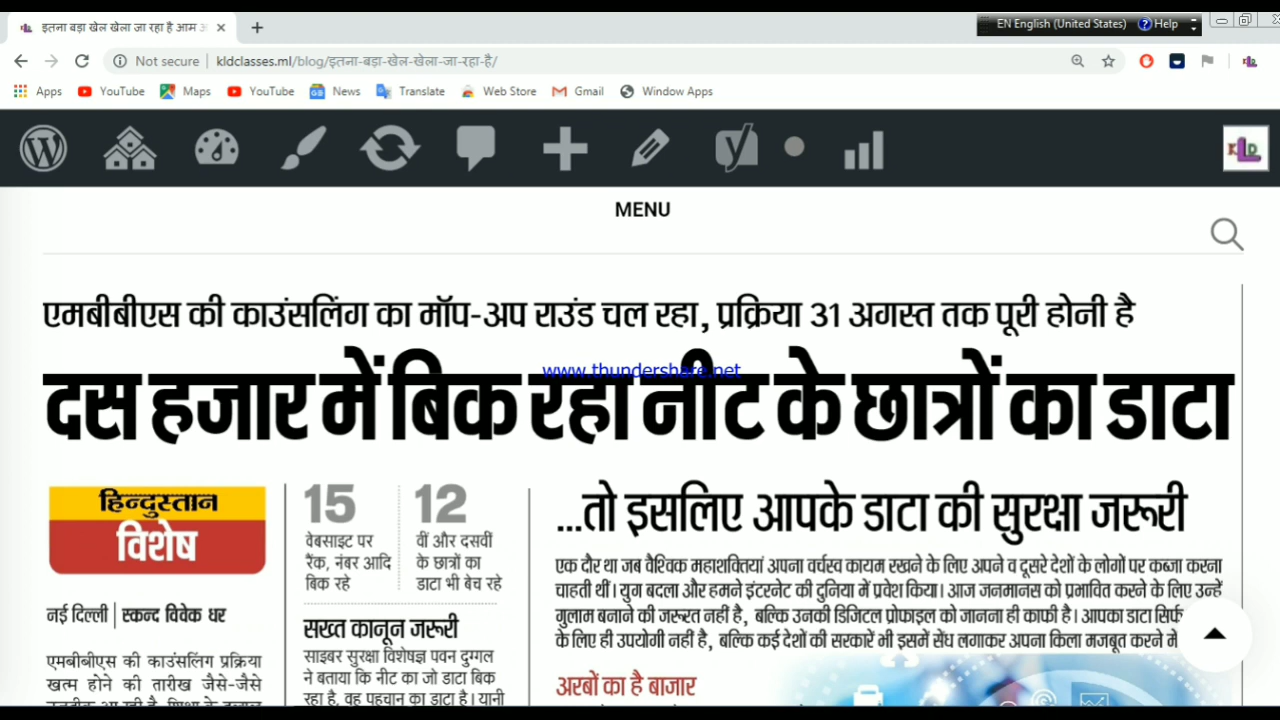 इतना बड़ा खेल खेला जा रहा है आम
EN English (United States) Help
Not secure | kldclasses.ml/blog/इतना-बड़ा-खेल-खेला-जा-रहा-है/
Apps YouTube Maps YouTube News Translate Web Store Gmail Window Apps
KLD
MENU
एमबीबीएस की काउंसलिंग का मॉप-अप राउंड चल रहा, प्रक्रिया 31 अगस्त तक पूरी होनी है
www.thundershare.net
दस हजार में बिक रहा नीट के छात्रों का डाटा
हिन्दुस्तान
विशेष
नई दिल्ली | स्कन्द विवेक धर
एमबीबीएस की काउंसलिंग प्रक्रिया
खत्म होने की तारीख जैसे-जैसे
15
वेबसाइट पर
रैंक, नंबर आदि
बिक रहे
12
वीं और दसवीं
के छात्रों का
डाटा भी बेच रहे
सख्त कानून जरूरी
साइबर सुरक्षा विशेषज्ञ पवन दुग्गल
ने बताया कि नीट का जो डाटा बिक
रहा है, वह पहचान का डाटा है। यानी
...तो इसलिए आपके डाटा की सुरक्षा जरूरी
एक दौर था जब वैश्विक महाशक्तियां अपना वर्चस्व कायम रखने के लिए अपने व दूसरे देशों के लोगों पर कब्जा करना
चाहती थीं। युग बदला और हमने इंटरनेट की दुनिया में प्रवेश किया। आज जनमानस को प्रभावित करने के लिए उन्हें
गुलाम बनाने की जरूरत नहीं है, बल्कि उनकी डिजिटल प्रोफाइल को जानना ही काफी है। आपका डाटा सिर्फ
के लिए ही उपयोगी नहीं है, बल्कि कई देशों की सरकारें भी इसमें सेंध लगाकर अपना किला मजबूत करने में
अरबों का है बाजार